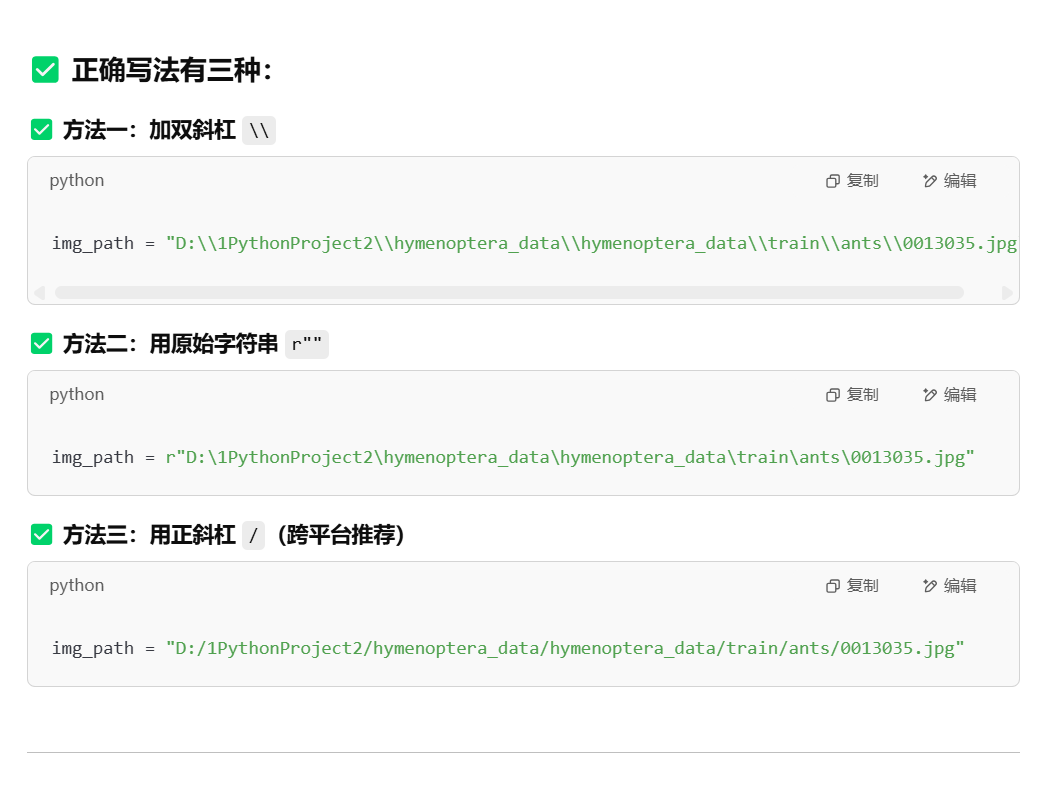 正确写法有三种：
方法一：加双斜杠 \\
python 复制 编辑
img_path = "D:\\1PythonProject2\\hymenoptera_data\\hymenoptera_data\\train\\ants\\0013035.jpg
方法二：用原始字符串 r""
python 复制 编辑
img_path = r"D:\1PythonProject2\hymenoptera_data\hymenoptera_data\train\ants\0013035.jpg"
方法三：用正斜杠 /（跨平台推荐）
python 复制 编辑
img_path = "D:/1PythonProject2/hymenoptera_data/hymenoptera_data/train/ants/0013035.jpg"